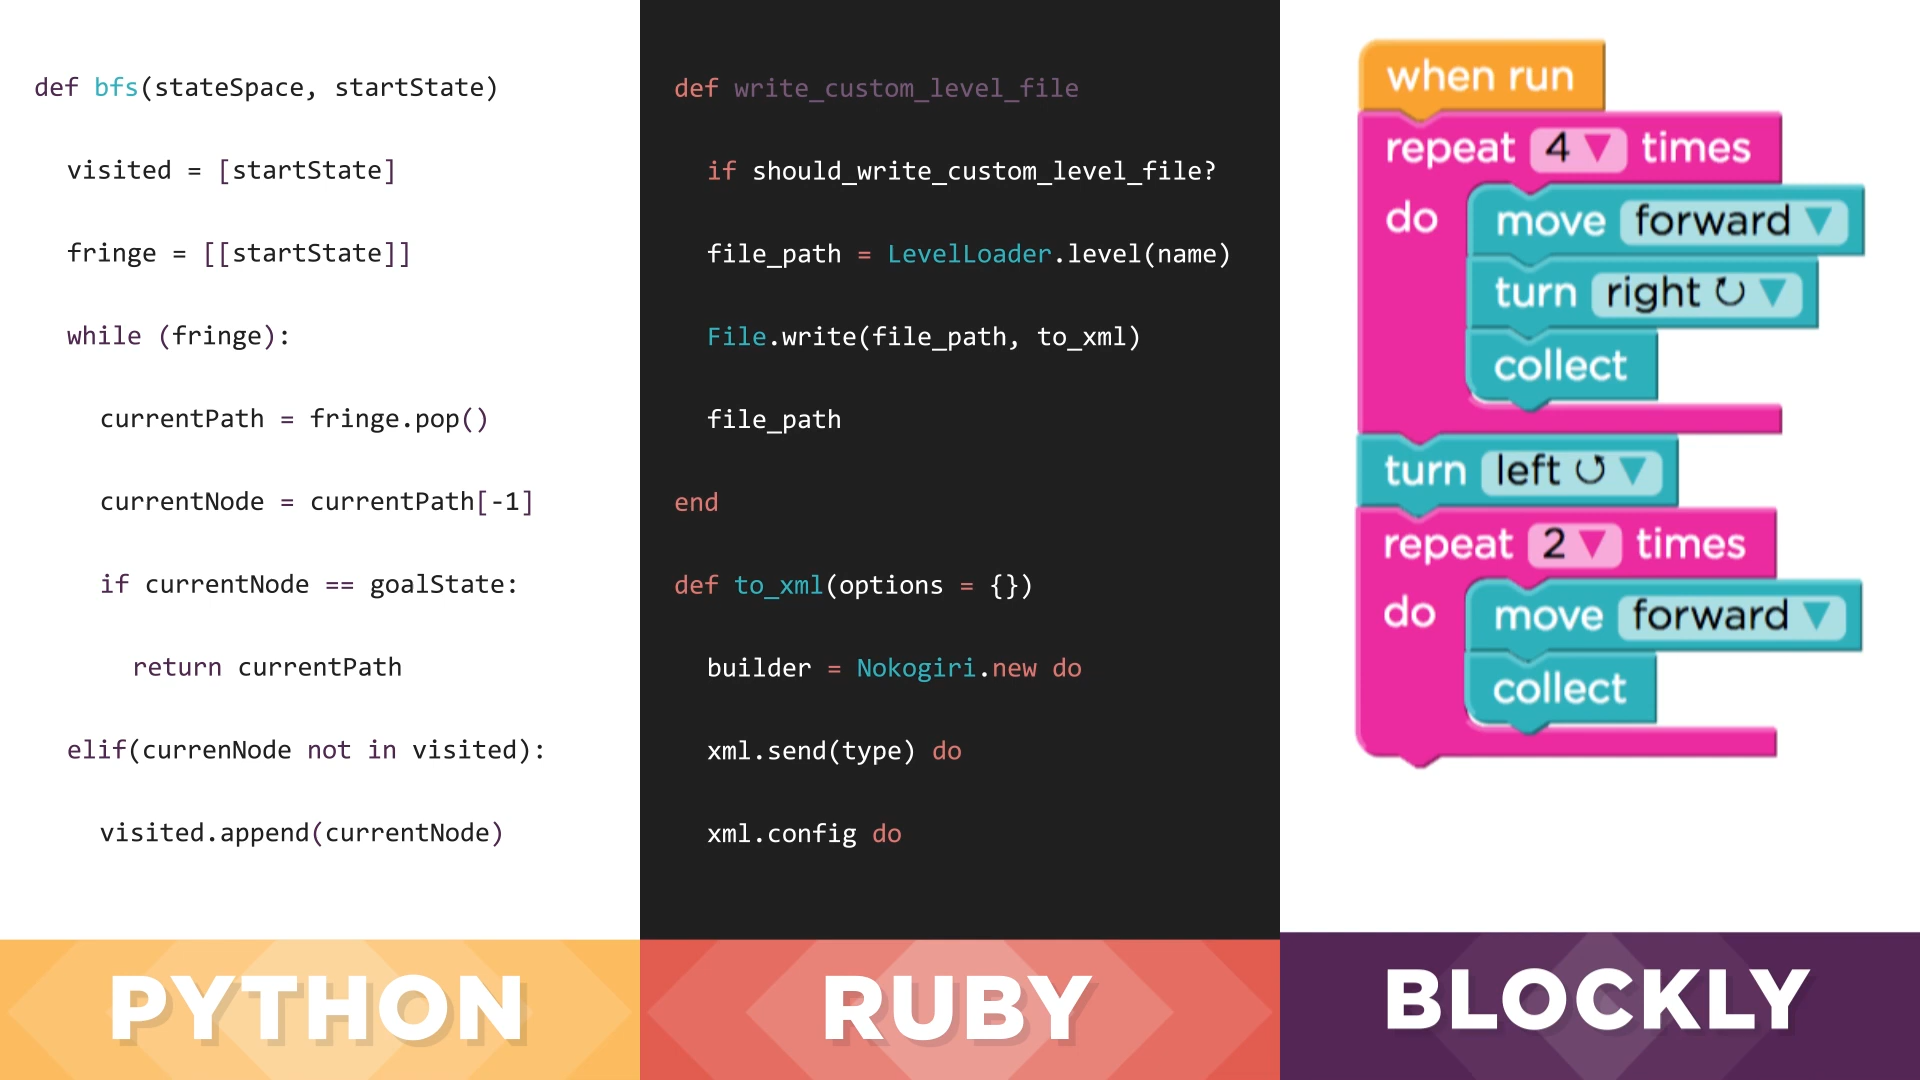 def bfs(stateSpace, startState)
visited = [startState]
fringe = [[startState]]
while (fringe):
currentPath = fringe.pop()
currentNode = currentPath[-1]
if currentNode == goalState:
return currentPath
elif(currenNode not in visited):
visited.append(currentNode)
PYTHON
def write_custom_level_file
if should_write_custom_level_file?
file_path = LevelLoader.level(name)
File.write(file_path, to_xml)
file_path
end
def to_xml(options = {})
builder = Nokogiri.new do
xml.send(type) do
xml.config do
RUBY
when run
repeat 4 ▼ times
do move forward ▼
turn right ↻ ▼
collect
turn left ↺ ▼
repeat 2 ▼ times
do move forward ▼
collect
BLOCKLY